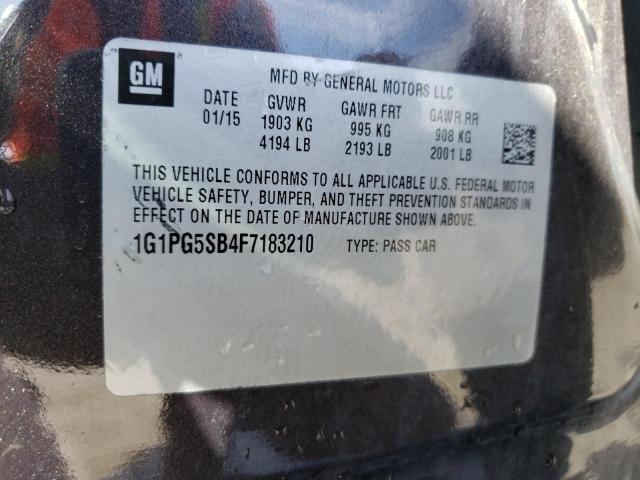 GM
MFD BY GENERAL MOTORS LLC
DATE GVWR GAWR FRT GAWR RR
01/15 1903 KG 995 KG 908 KG
4194 LB 2193 LB 2001 LB
THIS VEHICLE CONFORMS TO ALL APPLICABLE U.S. FEDERAL MOTOR
VEHICLE SAFETY, BUMPER, AND THEFT PREVENTION STANDARDS IN
EFFECT ON THE DATE OF MANUFACTURE SHOWN ABOVE.
1G1PG5SB4F7183210 TYPE: PASS CAR